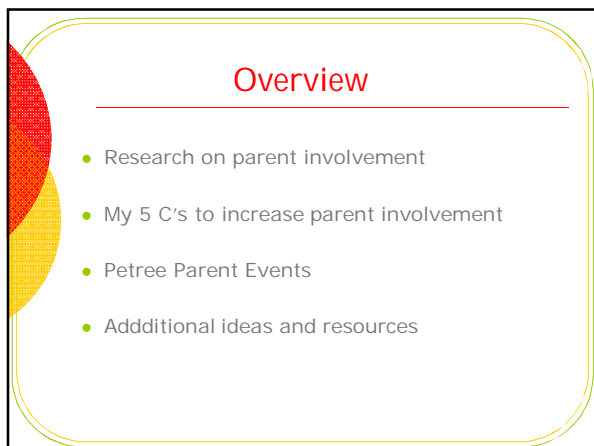 Overview
Research on parent involvement
My 5 C's to increase parent involvement
Petree Parent Events
Addditional ideas and resources